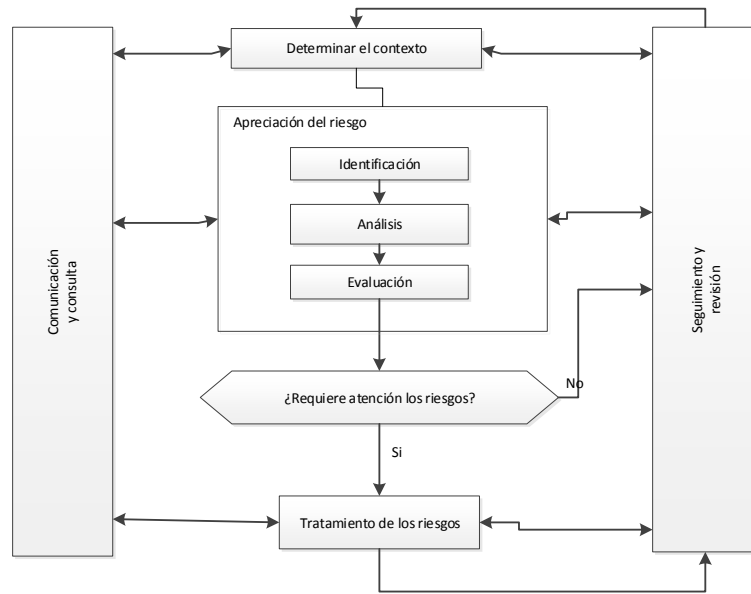 Determinar el contexto
Apreciación del riesgo
Identificación
Análisis
Evaluación
Comunicación
y consulta
Seguimiento y
revisión
¿Requiere atención los riesgos?
No
Si
Tratamiento de los riesgos